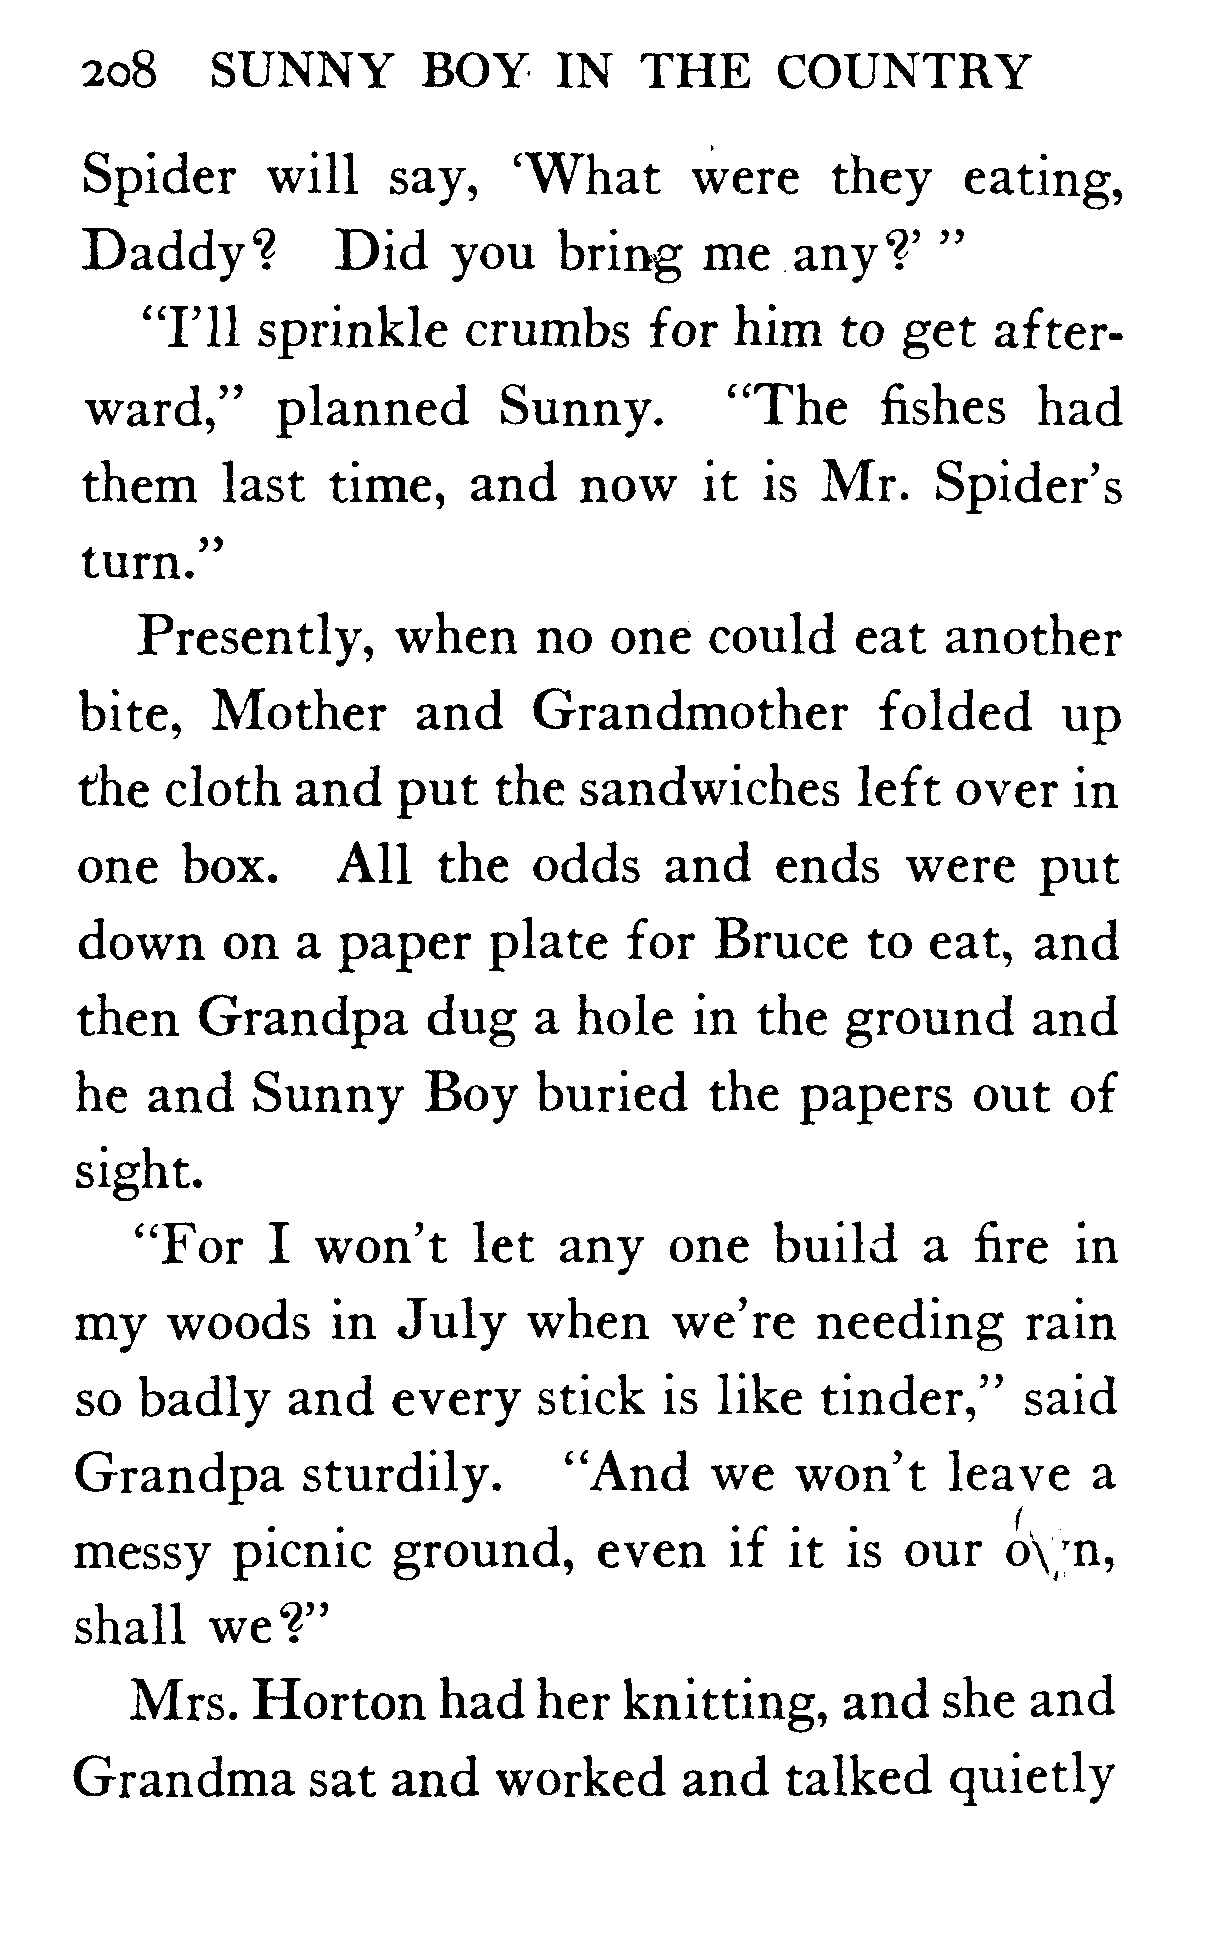 208 SUNNY BOY IN THE COUNTRY
Spider will say, ‘What were they eating,
Daddy? Did you bring me any?’ ”
“I’ll sprinkle crumbs for him to get after-
ward,” planned Sunny. “The fishes had
them last time, and now it is Mr. Spider’s
turn.”
Presently, when no one could eat another
bite, Mother and Grandmother folded up
the cloth and put the sandwiches left over in
one box. All the odds and ends were put
down on a paper plate for Bruce to eat, and
then Grandpa dug a hole in the ground and
he and Sunny Boy buried the papers out of
sight.
“For I won’t let any one build a fire in
my woods in July when we’re needing rain
so badly and every stick is like tinder,” said
Grandpa sturdily. “And we won’t leave a
messy picnic ground, even if it is our own,
shall we?”
Mrs. Horton had her knitting, and she and
Grandma sat and worked and talked quietly